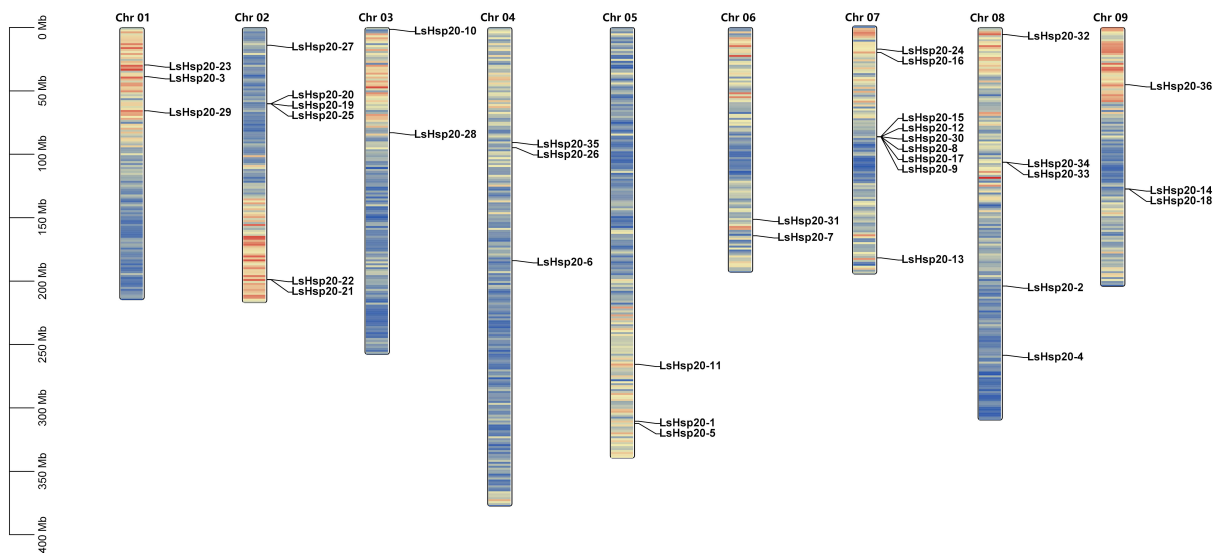 Chr 01
Chr 02
Chr 03
Chr 04
Chr 05
Chr 06
Chr 07
Chr 08
Chr 09
0 Mb
50 Mb
100 Mb
150 Mb
200 Mb
250 Mb
300 Mb
350 Mb
400 Mb
LsHsp20-23
LsHsp20-3
LsHsp20-29
LsHsp20-27
LsHsp20-20
LsHsp20-19
LsHsp20-25
LsHsp20-22
LsHsp20-21
LsHsp20-10
LsHsp20-28
LsHsp20-35
LsHsp20-26
LsHsp20-6
LsHsp20-11
LsHsp20-1
LsHsp20-5
LsHsp20-31
LsHsp20-7
LsHsp20-24
LsHsp20-16
LsHsp20-15
LsHsp20-12
LsHsp20-30
LsHsp20-8
LsHsp20-17
LsHsp20-9
LsHsp20-13
LsHsp20-32
LsHsp20-34
LsHsp20-33
LsHsp20-2
LsHsp20-4
LsHsp20-36
LsHsp20-14
LsHsp20-18